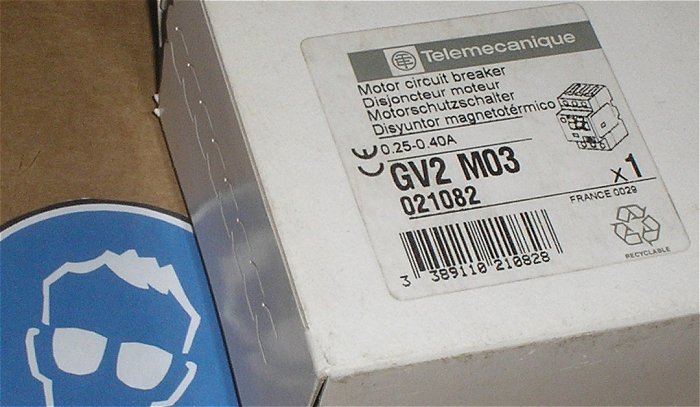 Telemecanique
Motor circuit breaker
Disjoncteur moteur
Motorschutzschalter
Disyuntor magnetotérmico
CE 0.25-0.40A
GV2 M03
021082
x1
FRANCE 0029
3 389110 210828
RECYCLABLE